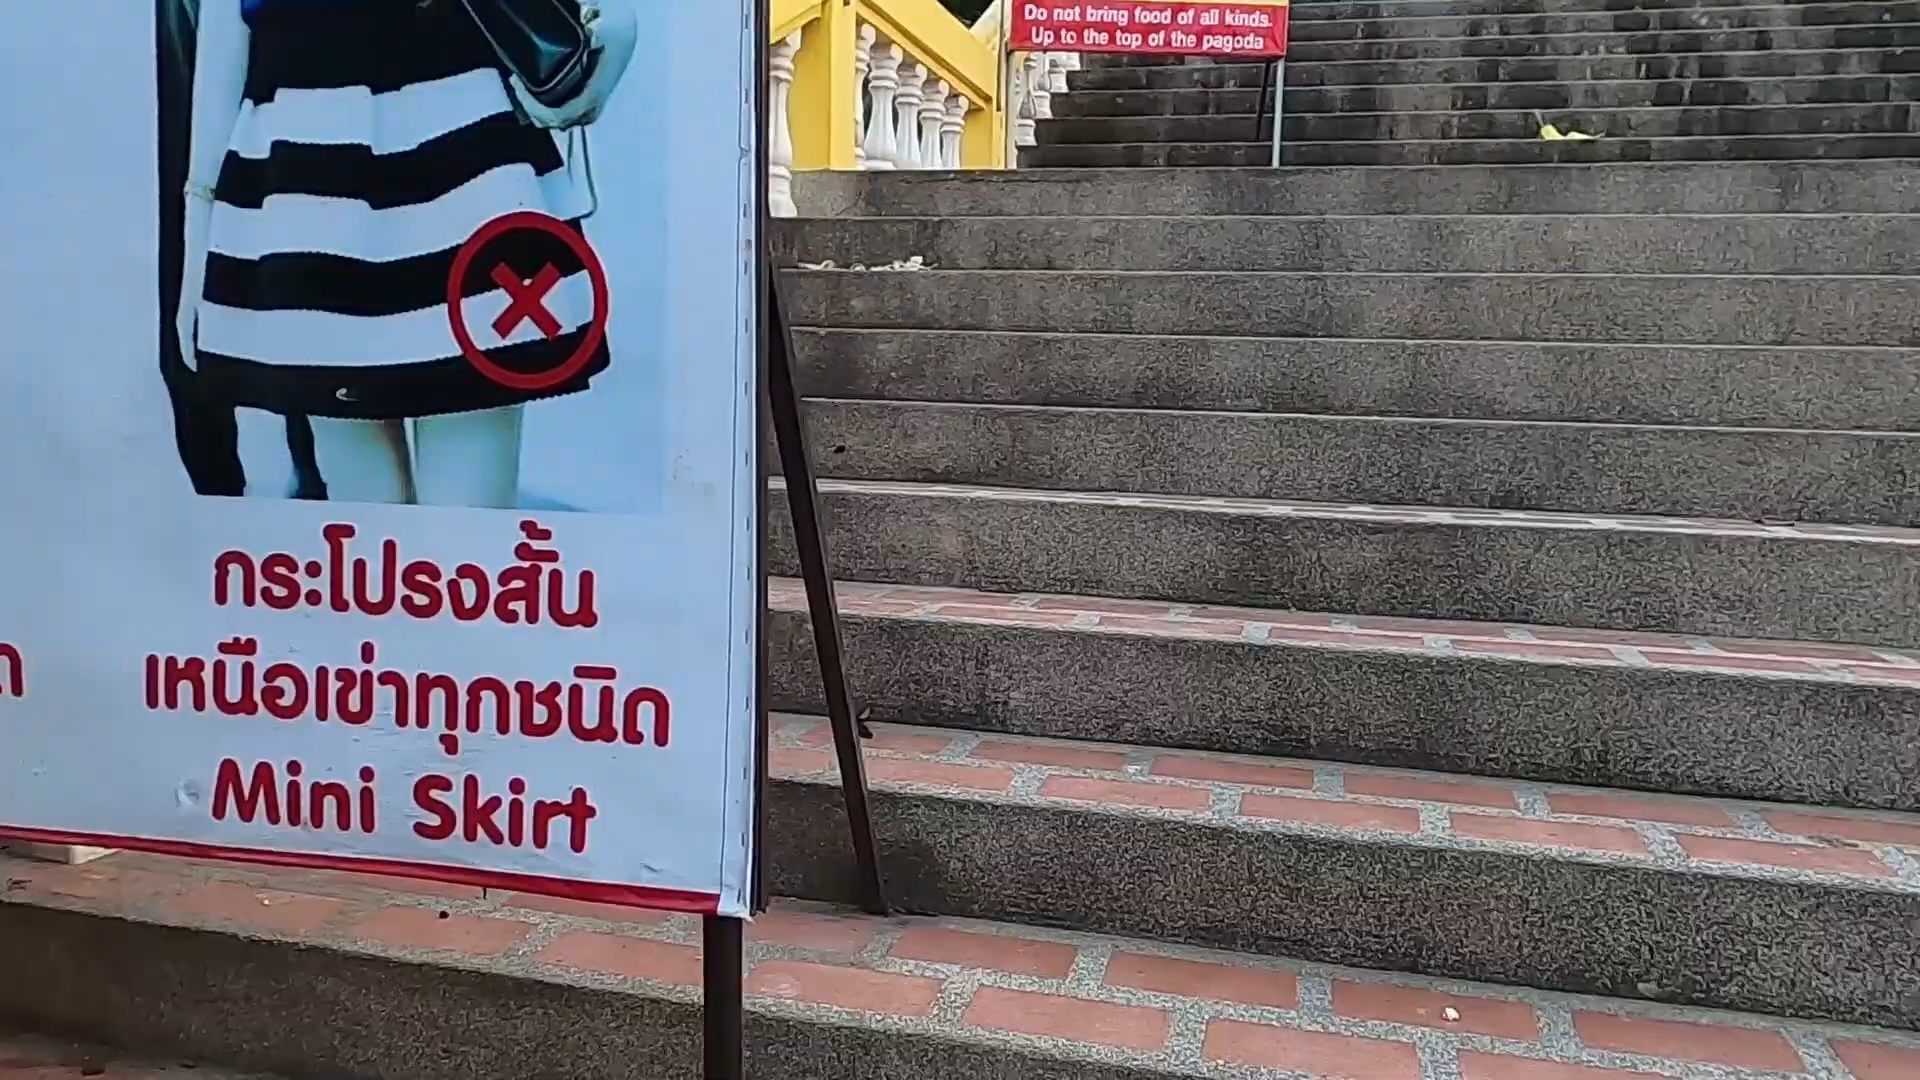 Do not bring food of all kinds.
Up to the top of the pagoda
กระโปรงสั้น
เหนือเข่าทุกชนิด
Mini Skirt